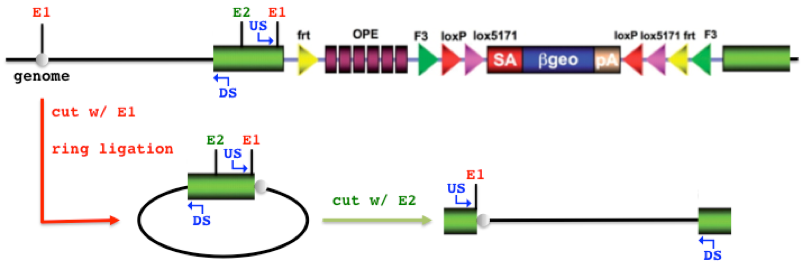 E1
E2 E1
US
frt OPE F3 loxP lox5171 loxP lox5171 frt F3
SA βgeo pA
genome
DS
cut w/ E1
ring ligation
E2 E1
US
DS
cut w/ E2
E1
US
DS